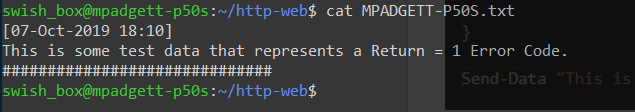 swish_box@mpadgett-p50s:~/http-web$ cat MPADGETT-P50S.txt
[07-Oct-2019 18:10]
}
This is some test data that represents a Return = 1 Error Code.
##############################
Send-Data "This is
swish_box@mpadgett-p50s:~/http-web$